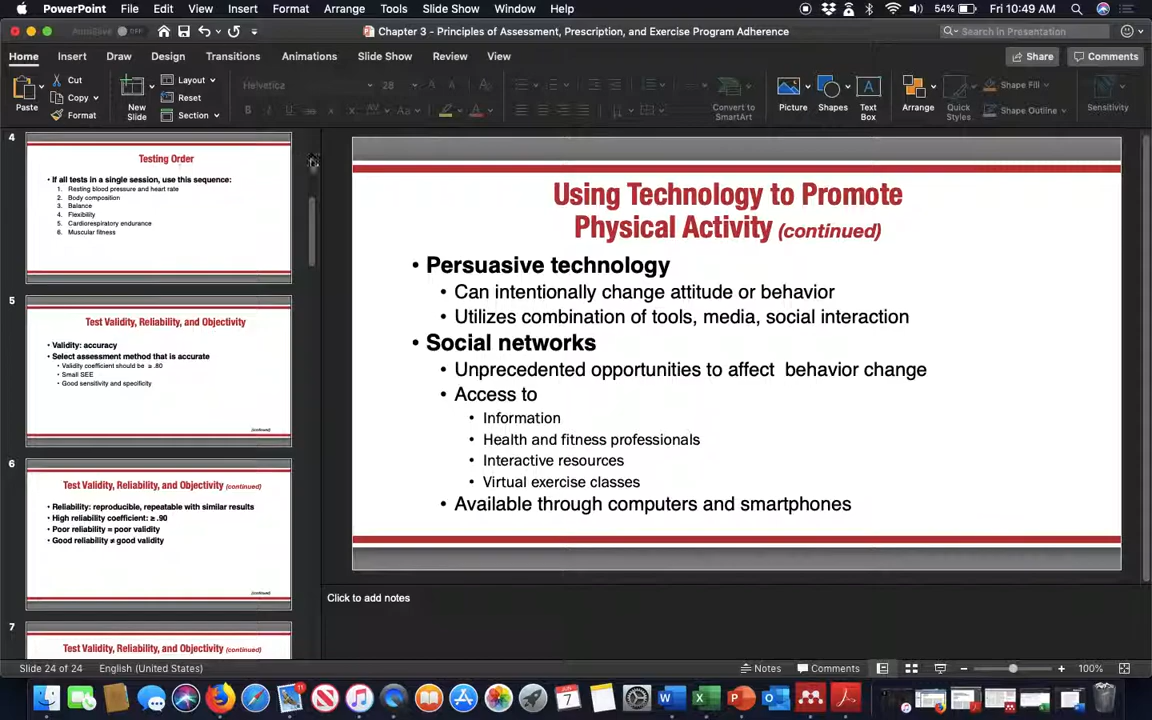 PowerPoint File Edit View Insert Format Arrange Tools Slide Show Window Help 54% Fri 10:49 AM
AutoSave OFF Chapter 3 - Principles of Assessment, Prescription, and Exercise Program Adherence Search in Presentation
Home Insert Draw Design Transitions Animations Slide Show Review View Share Comments
Paste Cut Copy Format New Slide Layout Reset Section Helvetica 28 Convert to SmartArt Picture Shapes Text Box Arrange Quick Styles Shape Fill Shape Outline Sensitivity
4
Testing Order
• If all tests in a single session, use this sequence:
1. Resting blood pressure and heart rate
2. Body composition
3. Balance
4. Flexibility
5. Cardiorespiratory endurance
6. Muscular fitness
5
Test Validity, Reliability, and Objectivity
• Validity: accuracy
• Select assessment method that is accurate
• Validity coefficient should be ≥ .80
• Small SEE
• Good sensitivity and specificity
(continued)
6
Test Validity, Reliability, and Objectivity (continued)
• Reliability: reproducible, repeatable with similar results
• High reliability coefficient: ≥ .90
• Poor reliability = poor validity
• Good reliability ≠ good validity
(continued)
7
Test Validity, Reliability, and Objectivity (continued)
Using Technology to Promote
Physical Activity (continued)
• Persuasive technology
• Can intentionally change attitude or behavior
• Utilizes combination of tools, media, social interaction
• Social networks
• Unprecedented opportunities to affect behavior change
• Access to
• Information
• Health and fitness professionals
• Interactive resources
• Virtual exercise classes
• Available through computers and smartphones
Click to add notes
Slide 24 of 24 English (United States) Notes Comments 100%